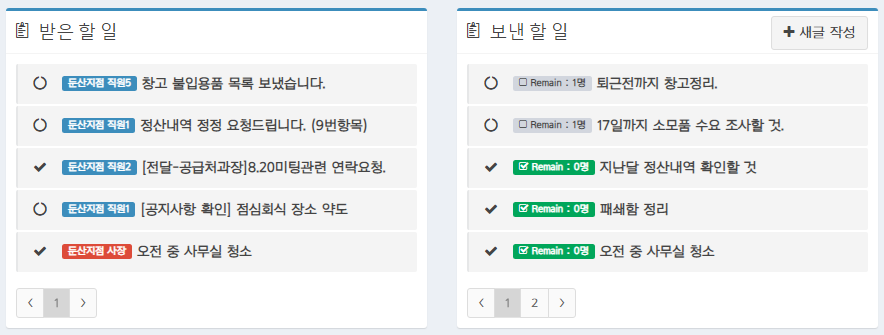 받은 할 일
둔산지점 직원5 창고 불입용품 목록 보냈습니다.
둔산지점 직원1 정산내역 정정 요청드립니다. (9번항목)
둔산지점 직원2 [전달-공급처과장]8.20미팅관련 연락요청.
둔산지점 직원1 [공지사항 확인] 점심회식 장소 약도
둔산지점 사장 오전 중 사무실 청소
< 1 >
보낸 할 일
+ 새글 작성
Remain : 1명 퇴근전까지 창고정리.
Remain : 1명 17일까지 소모품 수요 조사할 것.
Remain : 0명 지난달 정산내역 확인할 것
Remain : 0명 패쇄함 정리
Remain : 0명 오전 중 사무실 청소
< 1 2 >